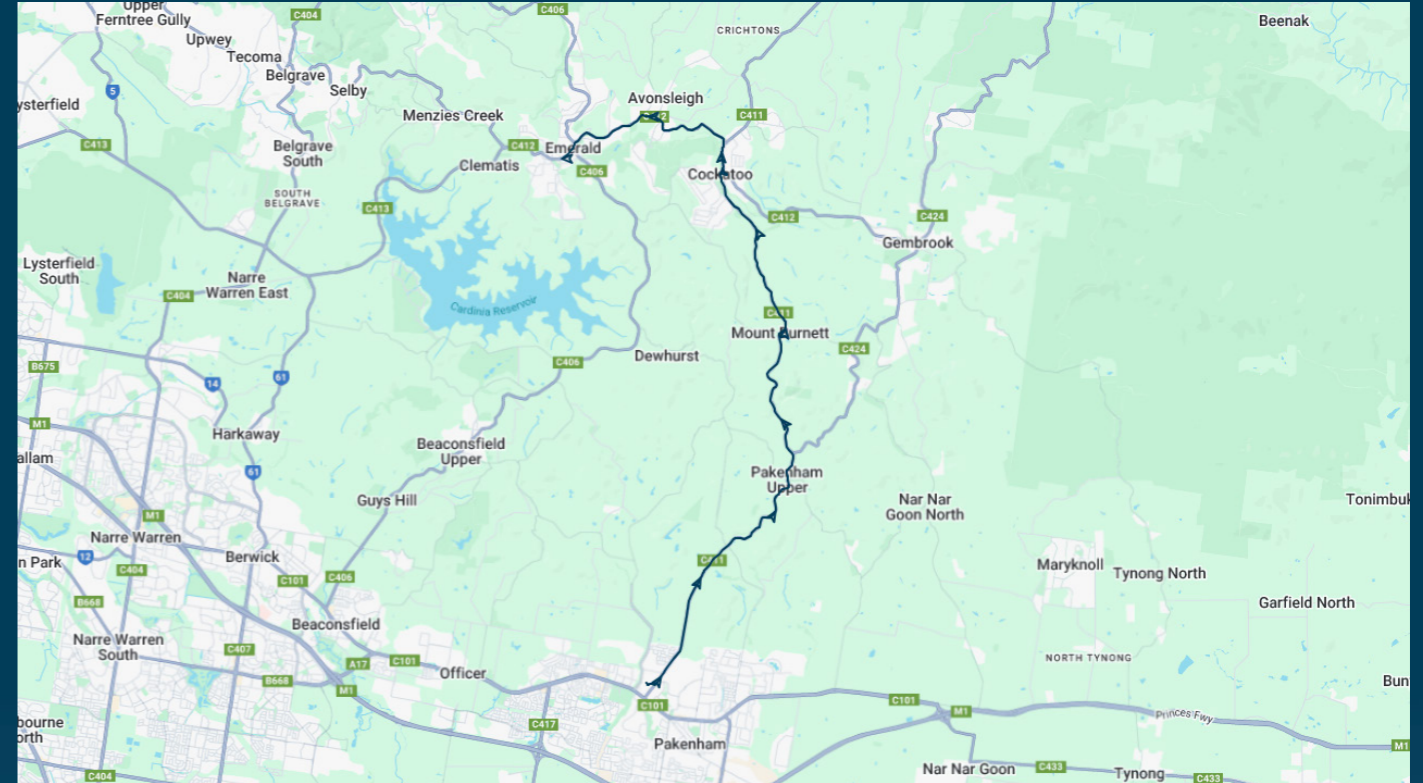 Upper
Ferntree Gully
C404
C406
CRICHTONS
Beenak
Upwey
Tecoma
Belgrave
Selby
5
ysterfield
Menzies Creek
Avonsleigh
C411
C413
Belgrave
South
C412
Emerald
Clematis
C406
Cockatoo
SOUTH
BELGRAVE
C413
C412
C424
Gembrook
Lysterfield
South
Narre
Warren East
C404
Cardinia Reservoir
Mount Burnett
Dewhurst
C424
C406
B675
14
61
M1
Harkaway
allam
Beaconsfield
Upper
61
Pakenham
Upper
Guys Hill
Nar Nar
Goon North
Tonimbuk
M1
Narre Warren
12
n Park
C404
Berwick
C101
C406
C411
Maryknoll
Tynong North
B668
Beaconsfield
Garfield North
Narre Warren
South
C407
A17
C101
Officer
NORTH TYNONG
B668
M1
Bun
C101
C101
M1
Princes Fwy
bourne
orth
C417
Pakenham
M1
C404
Nar Nar Goon
C433
Tynong
C433